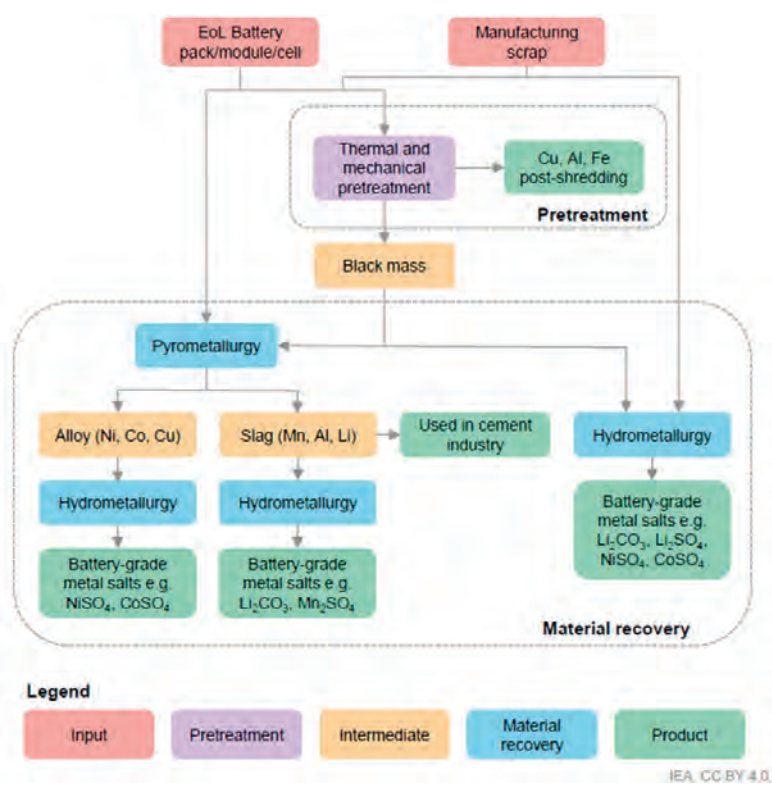 EoL Battery
pack/module/cell
Manufacturing
scrap
Thermal and
mechanical
pretreatment
Cu, Al, Fe
post-shredding
Pretreatment
Black mass
Pyrometallurgy
Alloy (Ni, Co, Cu)
Slag (Mn, Al, Li)
Used in cement
industry
Hydrometallurgy
Hydrometallurgy
Hydrometallurgy
Battery-grade
metal salts e.g.
Li₂CO₃, Li₂SO₄,
NiSO₄, CoSO₄
Battery-grade
metal salts e.g.
NiSO₄, CoSO₄
Battery-grade
metal salts e.g.
Li₂CO₃, Mn₂SO₄
Material recovery
Legend
Input
Pretreatment
Intermediate
Material
recovery
Product
IEA. CC BY 4.0.